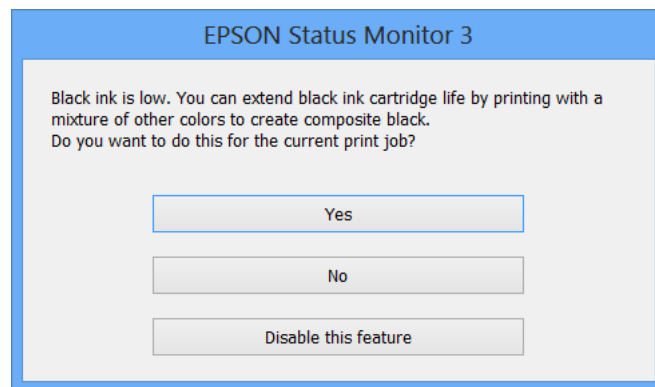 EPSON Status Monitor 3
Black ink is low. You can extend black ink cartridge life by printing with a
mixture of other colors to create composite black.
Do you want to do this for the current print job?
Yes
No
Disable this feature